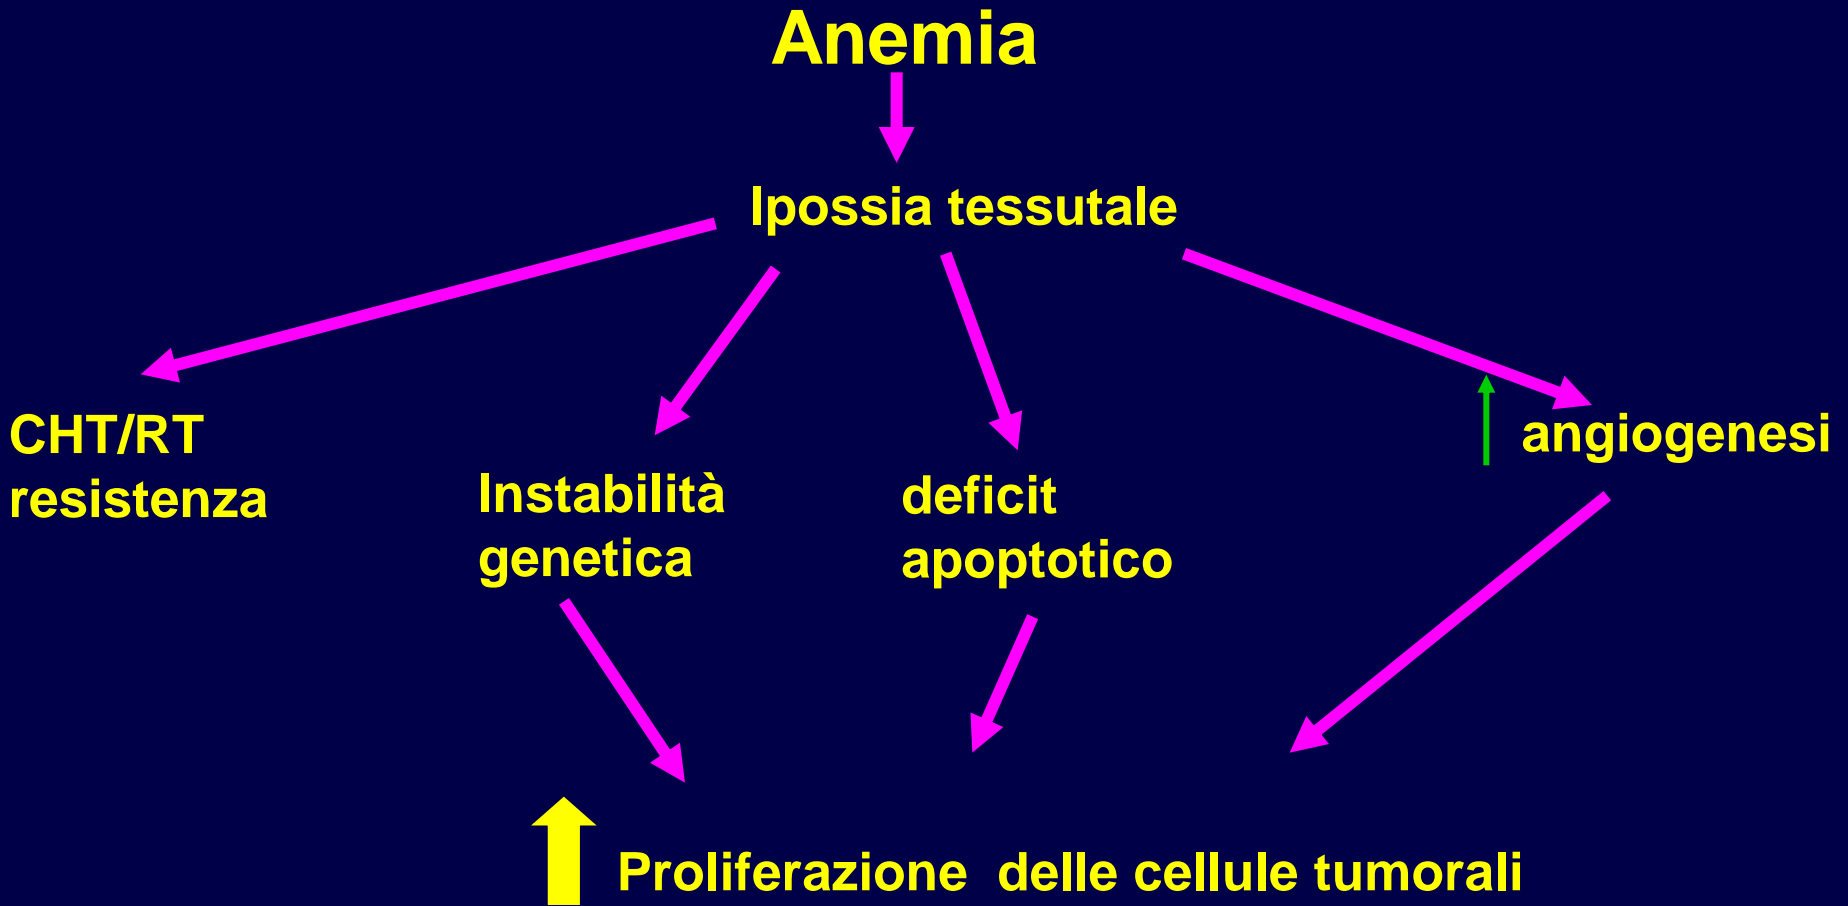 Anemia
Ipossia tessutale
CHT/RT
resistenza
Instabilità
genetica
deficit
apoptotico
angiogenesi
Proliferazione delle cellule tumorali